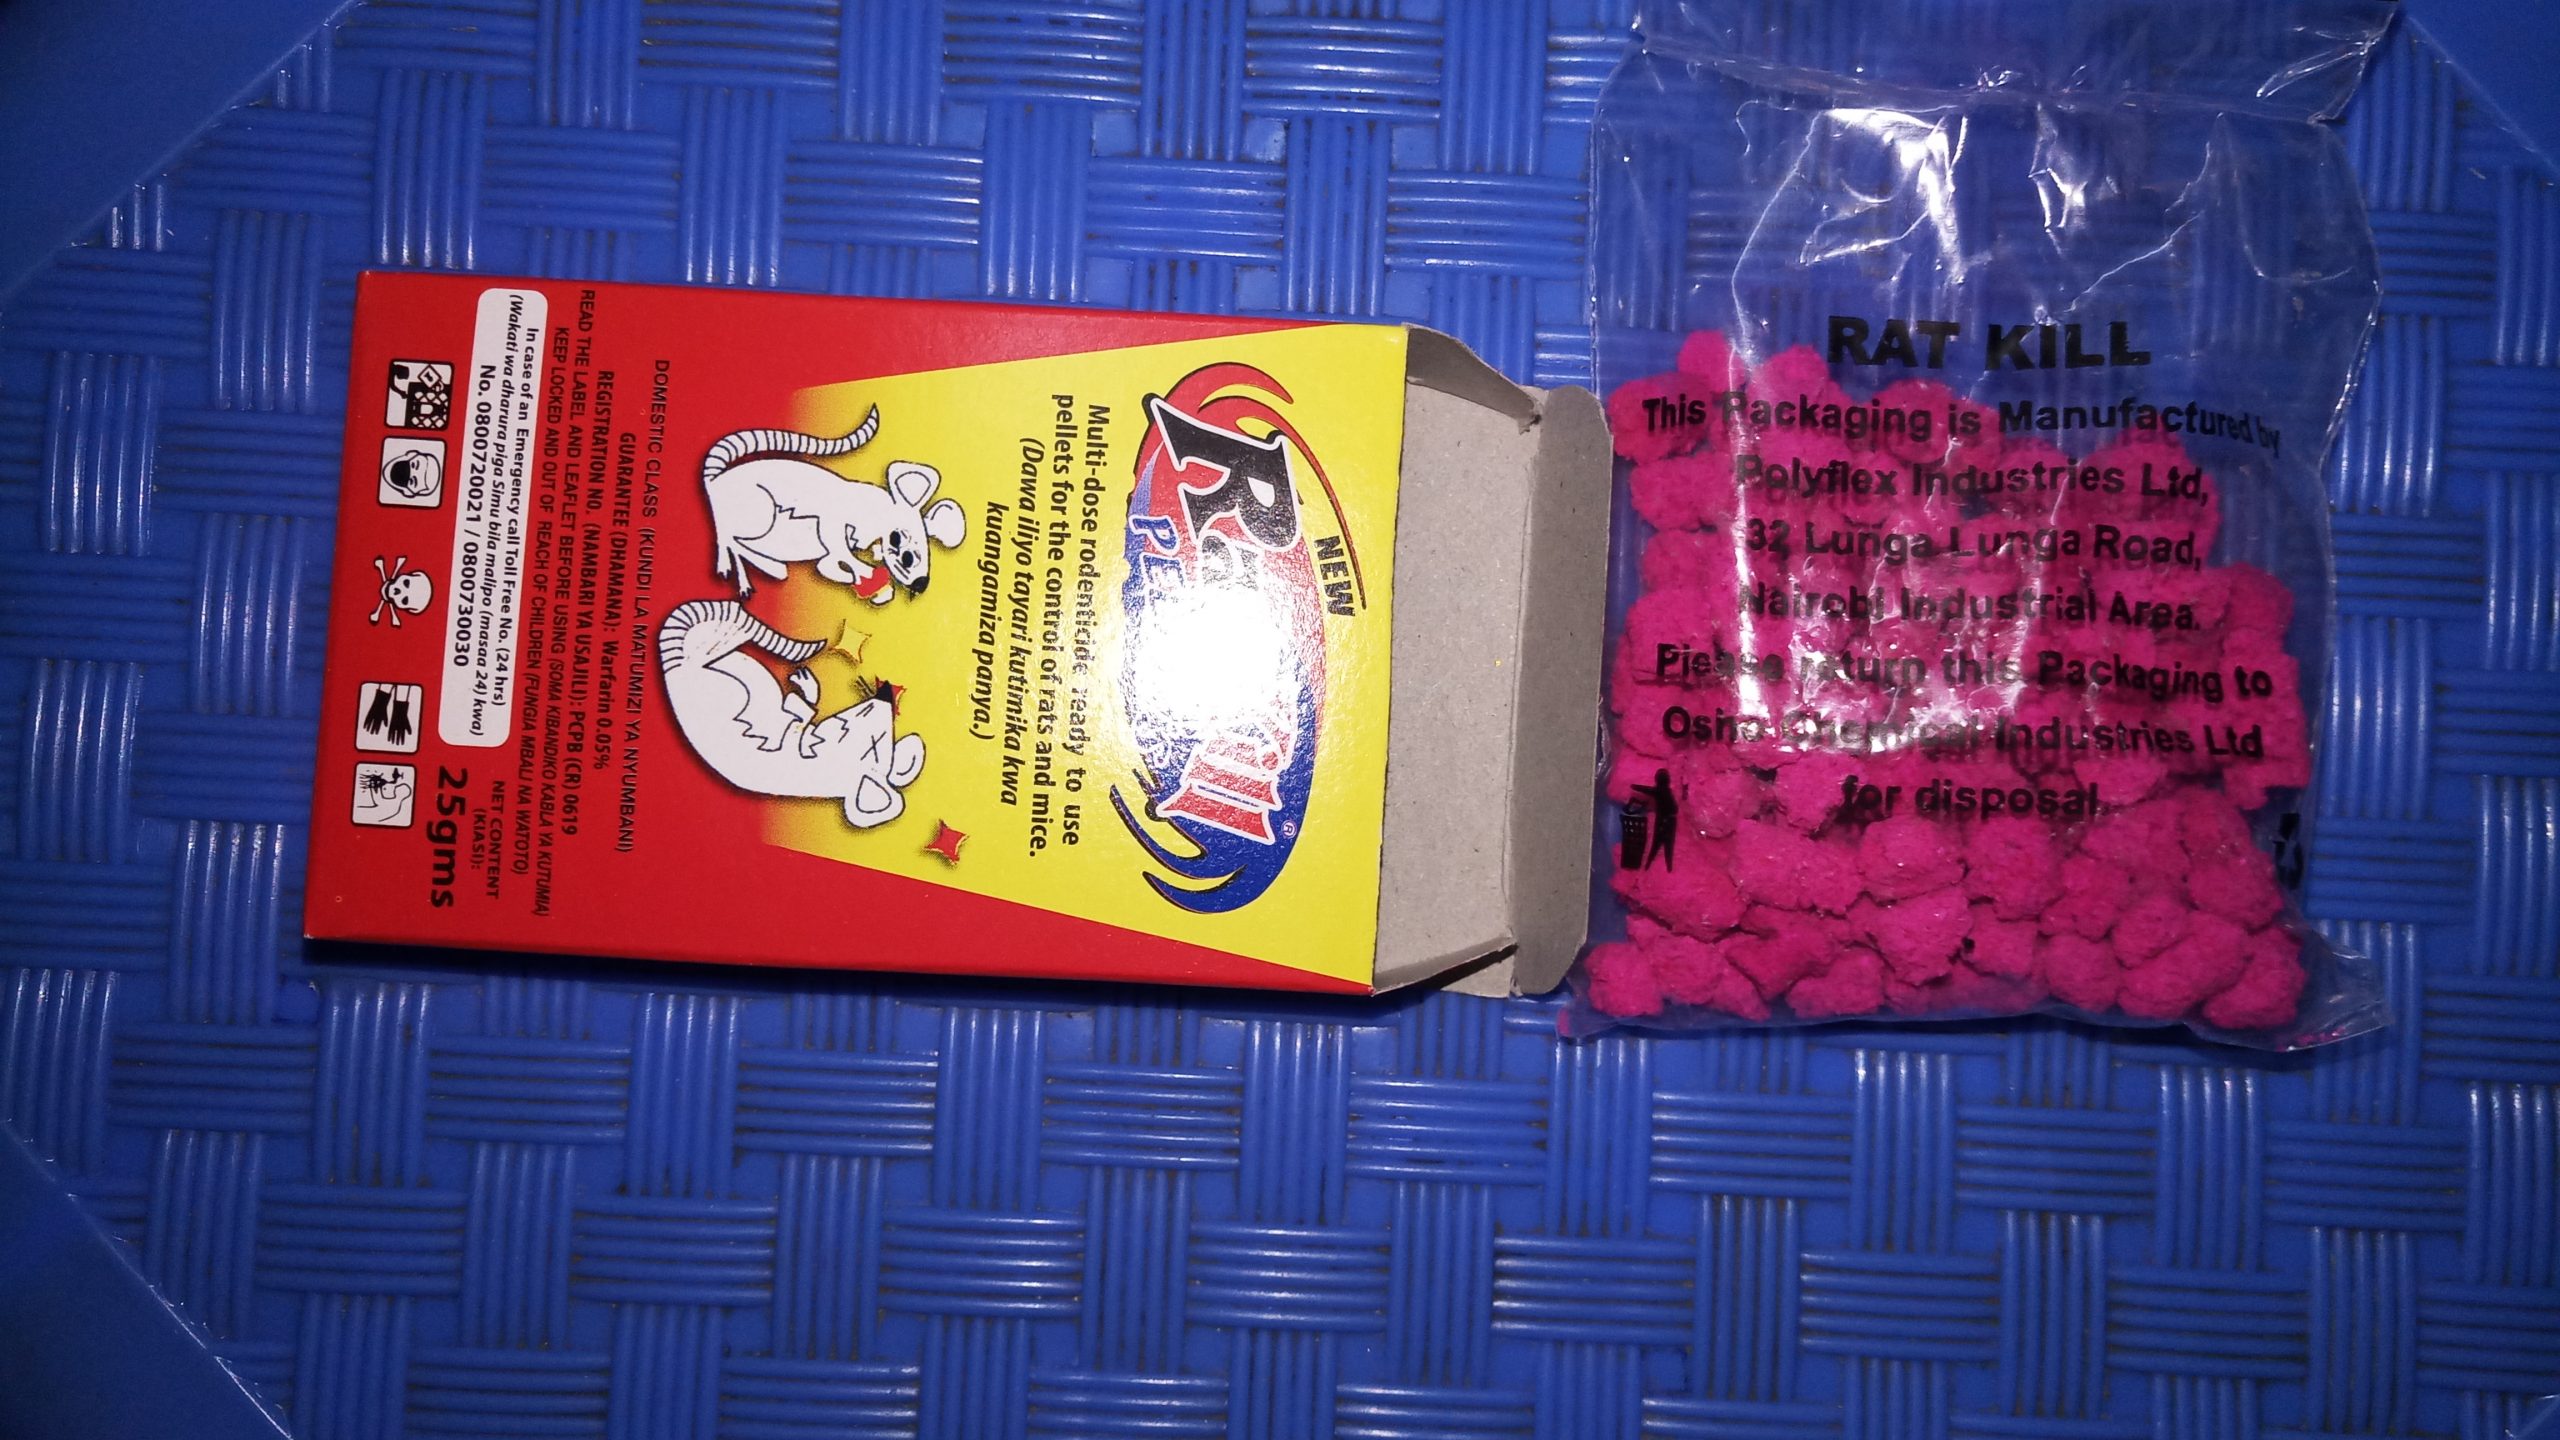 NEW
PELLETS
Multi-dose rodenticide ready to use
pellets for the control of rats and mice.
(Dawa iliyo tayari kutimika kwa
kuangamiza panya.)
DOMESTIC CLASS (KUNDI LA MATUMIZI YA NYUMBANI)
GUARANTEE (DHAMANA): Warfarin 0.05%
REGISTRATION NO. (NAMBARI YA USAJILI): PCPB (CR) 0619
READ THE LABEL AND LEAFLET BEFORE USING (SOMA KIBANDIKO KABLA YA KUTUMIA)
KEEP LOCKED AND OUT OF REACH OF CHILDREN (FUNGIA MBALI NA WATOTO)
In case of an Emergency call Toll Free No. (24 hrs)
(Wakati wa dharura piga Simu bila malipo (masaa 24) kwa)
No. 0800720021 / 0800730030
NET CONTENT
(KIASI):
25gms
RAT KILL
This Packaging is Manufactured by
Polyflex Industries Ltd,
32 Lunga Lunga Road,
Nairobi Industrial Area.
Please return this Packaging to
Osho Chemical Industries Ltd
for disposal.